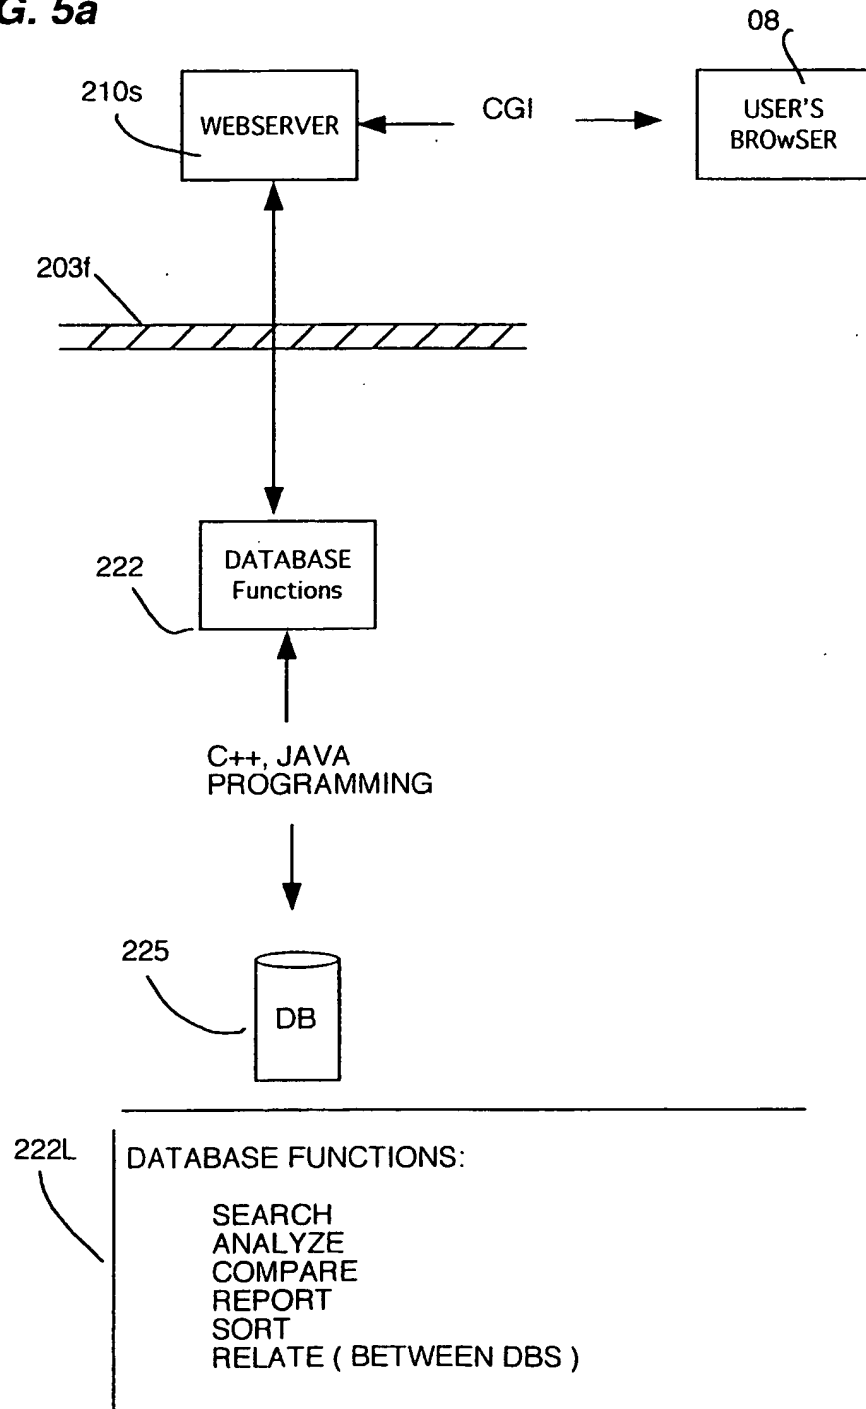 G. 5a
08
210s
WEBSERVER
CGI
USER'S
BROwSER
203f
222
DATABASE
Functions
C++, JAVA
PROGRAMMING
225
DB
222L
DATABASE FUNCTIONS:
SEARCH
ANALYZE
COMPARE
REPORT
SORT
RELATE ( BETWEEN DBS )